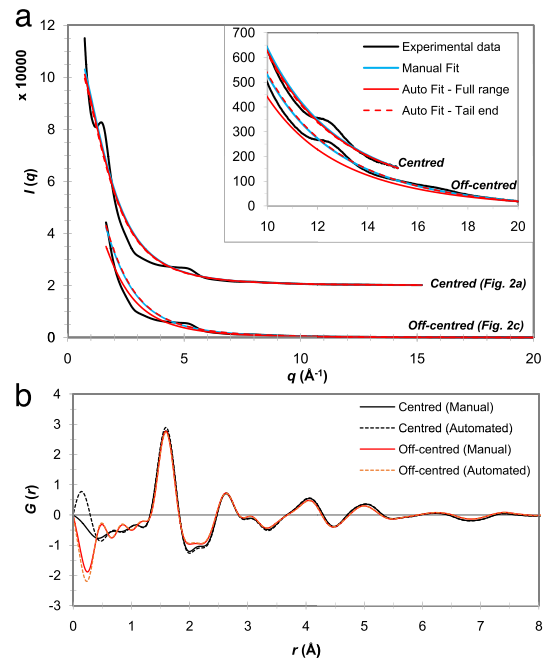 a
x 10000
I (q)
12
10
8
6
4
2
0
0
5
10
15
20
q (Å-1)
Centred (Fig. 2a)
Off-centred (Fig. 2c)
700
600
500
400
300
200
100
0
10
12
14
16
18
20
Experimental data
Manual Fit
Auto Fit - Full range
Auto Fit - Tail end
Centred
Off-centred
b
G (r)
4
3
2
1
0
-1
-2
-3
0
1
2
3
4
5
6
7
8
r (Å)
Centred (Manual)
Centred (Automated)
Off-centred (Manual)
Off-centred (Automated)